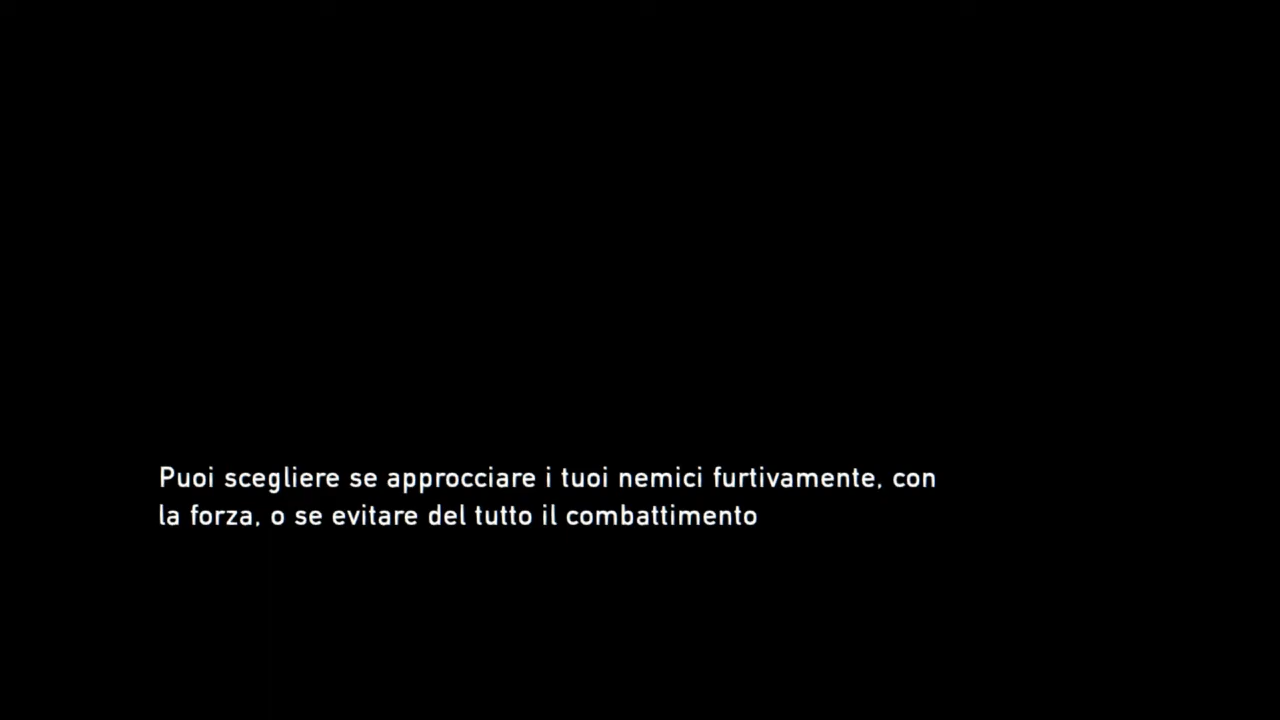 Puoi scegliere se approcciare i tuoi nemici furtivamente, con
la forza, o se evitare del tutto il combattimento